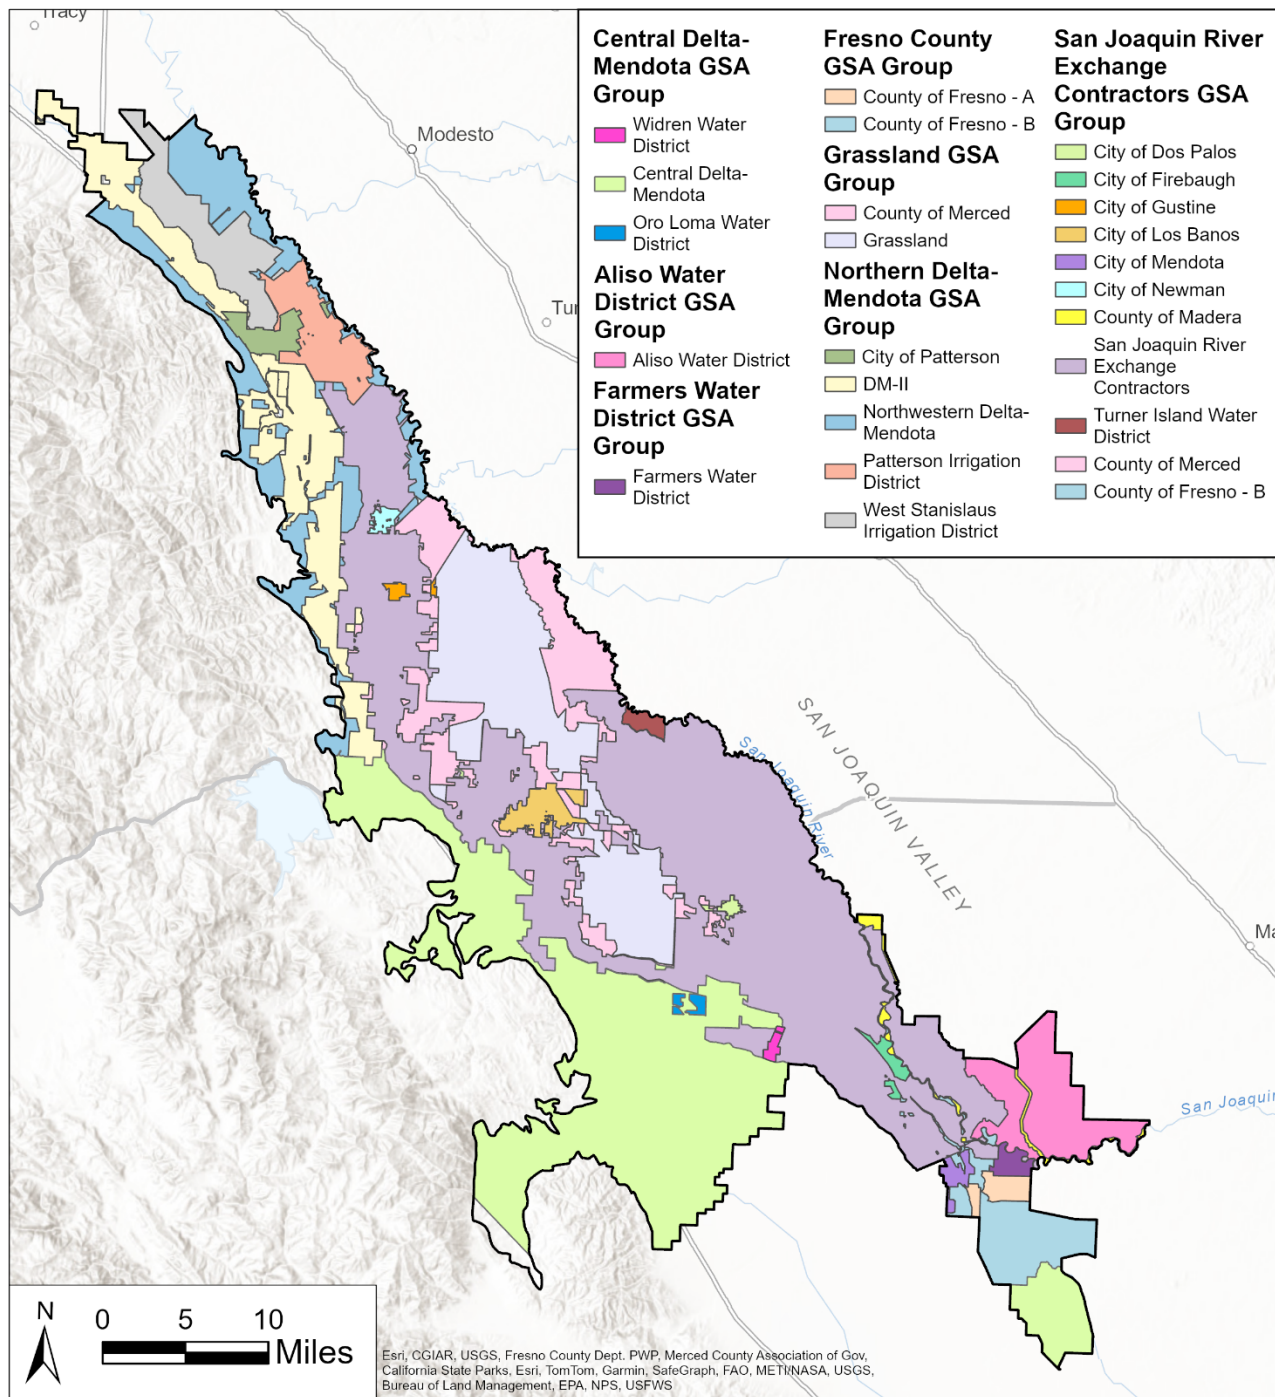 Tracy
Modesto
Tur
Central Delta-
Mendota GSA
Group
Widren Water
District
Central Delta-
Mendota
Oro Loma Water
District
Aliso Water
District GSA
Group
Aliso Water District
Farmers Water
District GSA
Group
Farmers Water
District
Fresno County
GSA Group
County of Fresno - A
County of Fresno - B
Grassland GSA
Group
County of Merced
Grassland
Northern Delta-
Mendota GSA
Group
City of Patterson
DM-II
Northwestern Delta-
Mendota
Patterson Irrigation
District
West Stanislaus
Irrigation District
San Joaquin River
Exchange
Contractors GSA
Group
City of Dos Palos
City of Firebaugh
City of Gustine
City of Los Banos
City of Mendota
City of Newman
County of Madera
San Joaquin River
Exchange
Contractors
Turner Island Water
District
County of Merced
County of Fresno - B
SAN JOAQUIN VALLEY
San Joaquin River
Ma
San Joaquin
N
0 5 10
Miles
Esri, CGIAR, USGS, Fresno County Dept. PWP, Merced County Association of Gov,
California State Parks, Esri, TomTom, Garmin, SafeGraph, FAO, METI/NASA, USGS,
Bureau of Land Management, EPA, NPS, USFWS